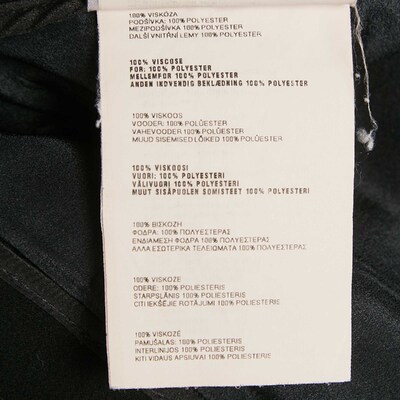 100% VISKÓZA
PODŠÍVKA: 100% POLYESTER
MEZIPODŠÍVKA 100% POLYESTER
DALŠÍ VNITŘNÍ LEMY 100% POLYESTER
100% VISCOSE
FOR: 100% POLYESTER
MELLEMFOR 100% POLYESTER
ANDEN INDVENDIG BEKLÆDNING 100% POLYESTER
100% VISKOOS
VOODER: 100% POLÜESTER
VAHEVOODER 100% POLÜESTER
MUUD SISEMISED LÕIKED 100% POLÜESTER
100% VISKOOSI
VUORI: 100% POLYESTERI
VÄLIVUORI 100% POLYESTERI
MUUT SISÄPUOLEN SOMISTEET 100% POLYESTERI
100% ΒΙΣΚΟΖΗ
ΦΟΔΡΑ: 100% ΠΟΛΥΕΣΤΕΡΑΣ
ΕΝΔΙΑΜΕΣΗ ΦΟΔΡΑ 100% ΠΟΛΥΕΣΤΕΡΑΣ
ΑΛΛΑ ΕΣΩΤΕΡΙΚΑ ΤΕΛΕΙΩΜΑΤΑ 100% ΠΟΛΥΕΣΤΕΡΑΣ
100% VISKOZE
ODERE: 100% POLIESTERIS
STARPSLĀNIS 100% POLIESTERIS
CITI IEKŠĒJIE ROTĀJUMI 100% POLIESTERIS
100% VISKOZĖ
PAMUŠALAS: 100% POLIESTERIS
INTERLINIJOS 100% POLIESTERIS
KITI VIDAUS APSIUVAI 100% POLIESTERIS